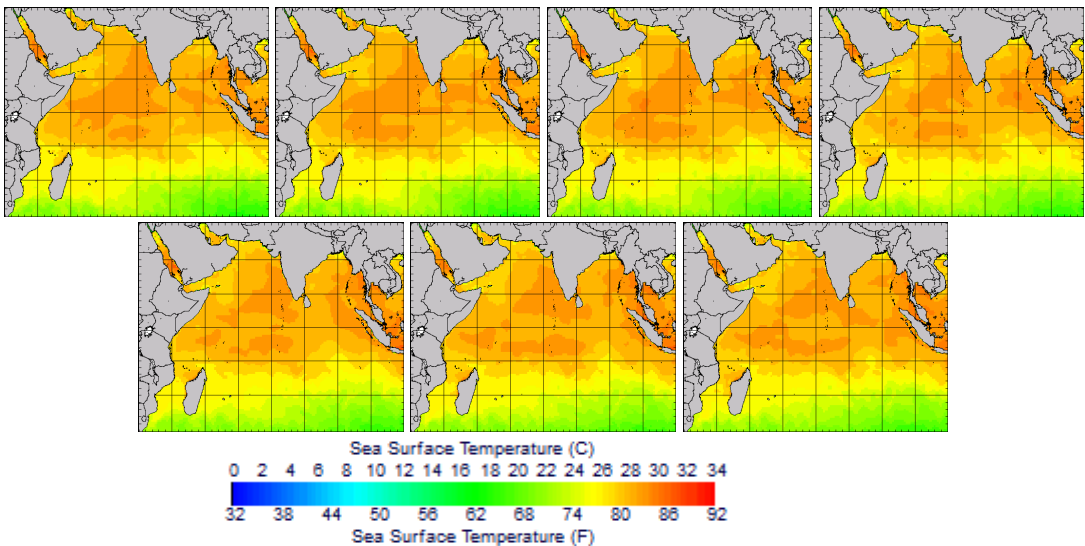 Sea Surface Temperature (C)
0 2 4 6 8 10 12 14 16 18 20 22 24 26 28 30 32 34
32 38 44 50 56 62 68 74 80 86 92
Sea Surface Temperature (F)